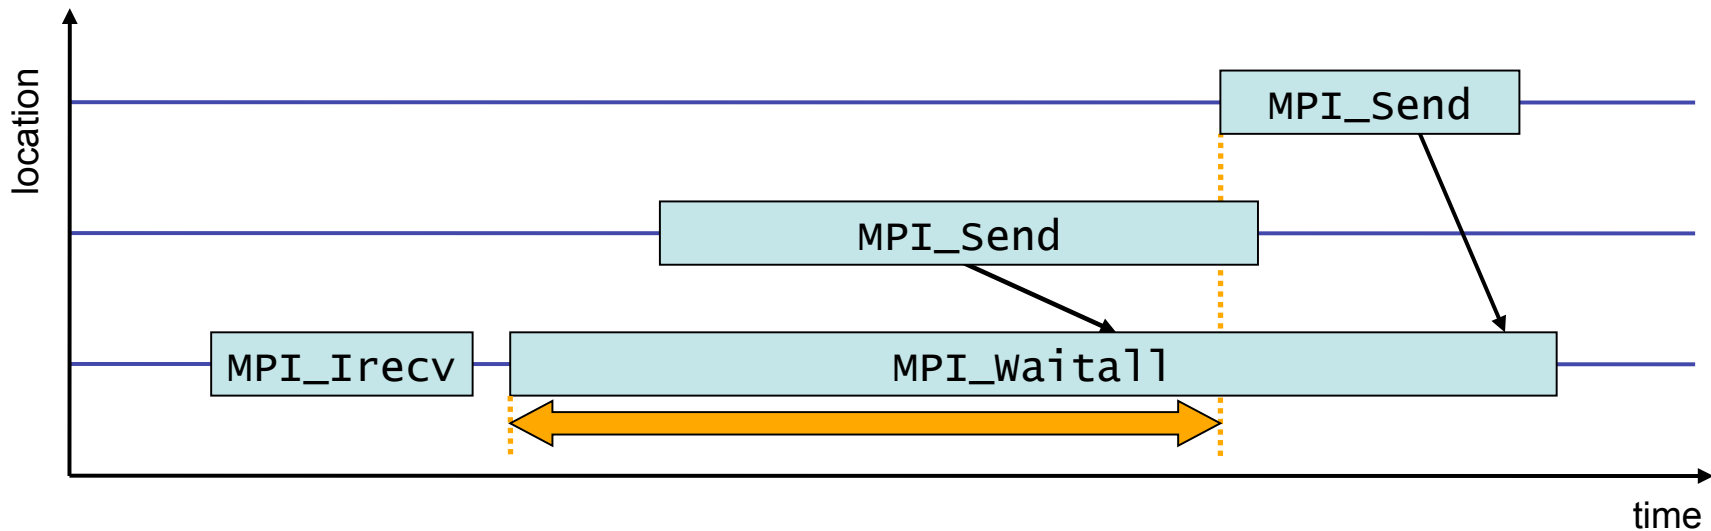 location
MPI_Send
MPI_Send
MPI_Irecv
MPI_Waitall
time